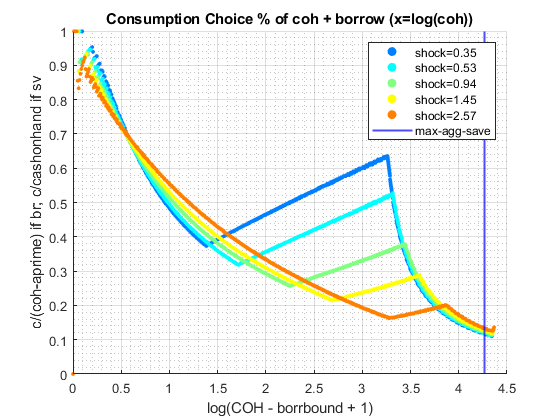 Consumption Choice % of coh + borrow (x=log(coh))
c/(coh-aprime) if br, c/cashonhand if sv
1
0.9
0.8
0.7
0.6
0.5
0.4
0.3
0.2
0.1
0
shock=0.35
shock=0.53
shock=0.94
shock=1.45
shock=2.57
max-agg-save
0 0.5 1 1.5 2 2.5 3 3.5 4 4.5
log(COH - borrbound + 1)